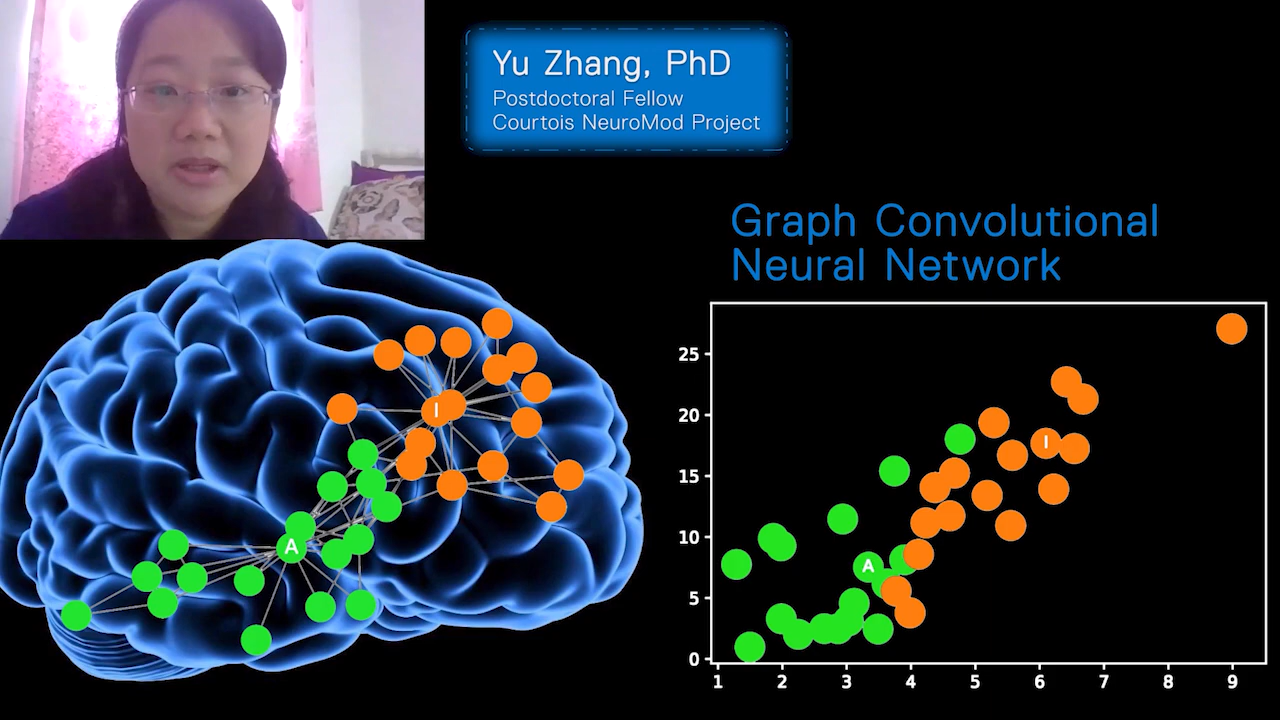 Yu Zhang, PhD
Postdoctoral Fellow
Courtois NeuroMod Project
Graph Convolutional
Neural Network
I
A
25
20
15
10
5
0
I
A
1 2 3 4 5 6 7 8 9